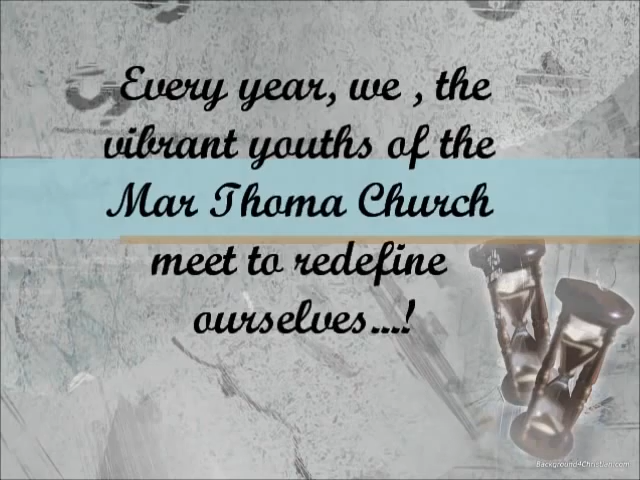 Every year, we , the
vibrant youths of the
Mar Thoma Church
meet to redefine
ourselves...!
Background4Christian.com